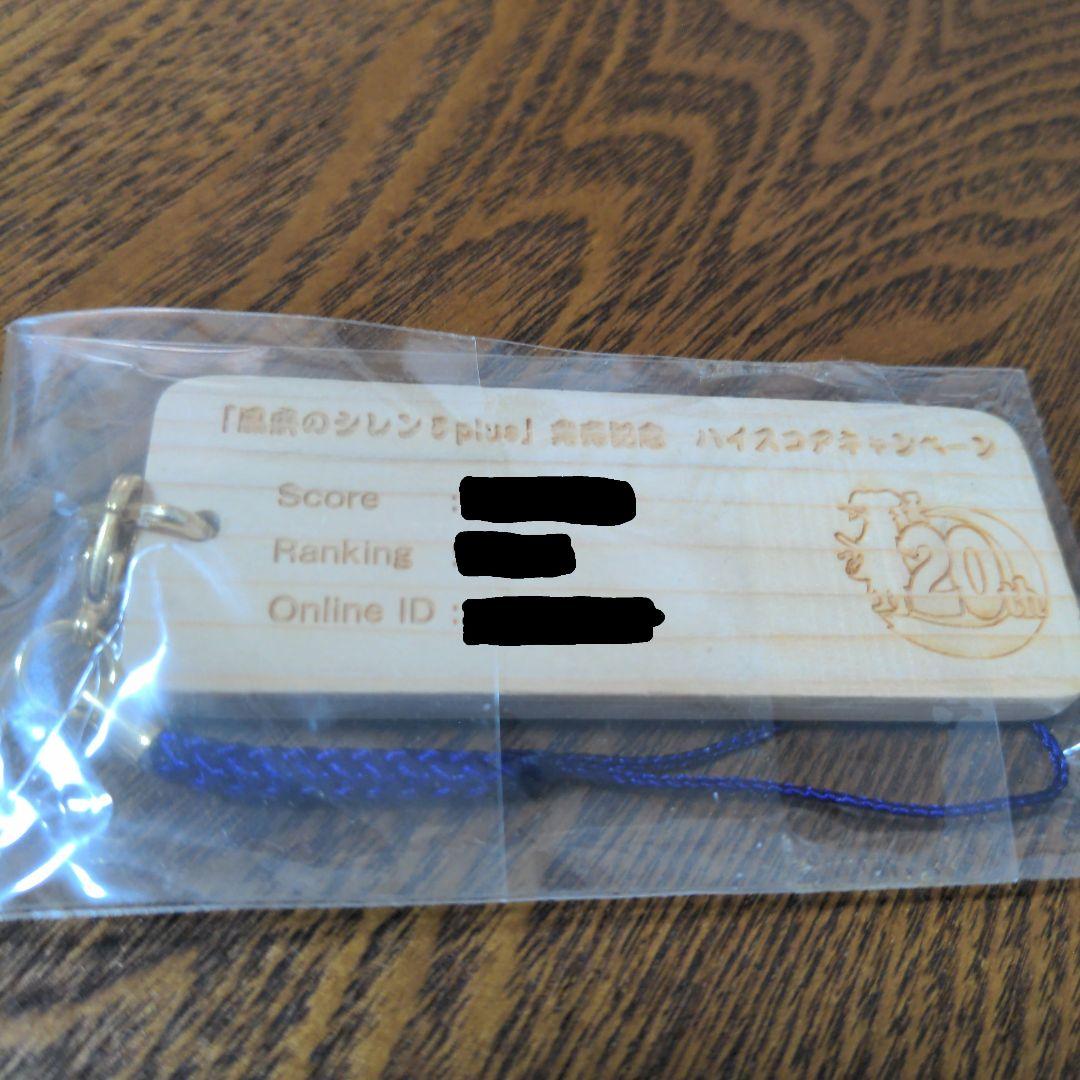 「風来のシレン5plus」発売記念 ハイスコアキャンペーン
Score :
Ranking :
Online ID :
20th